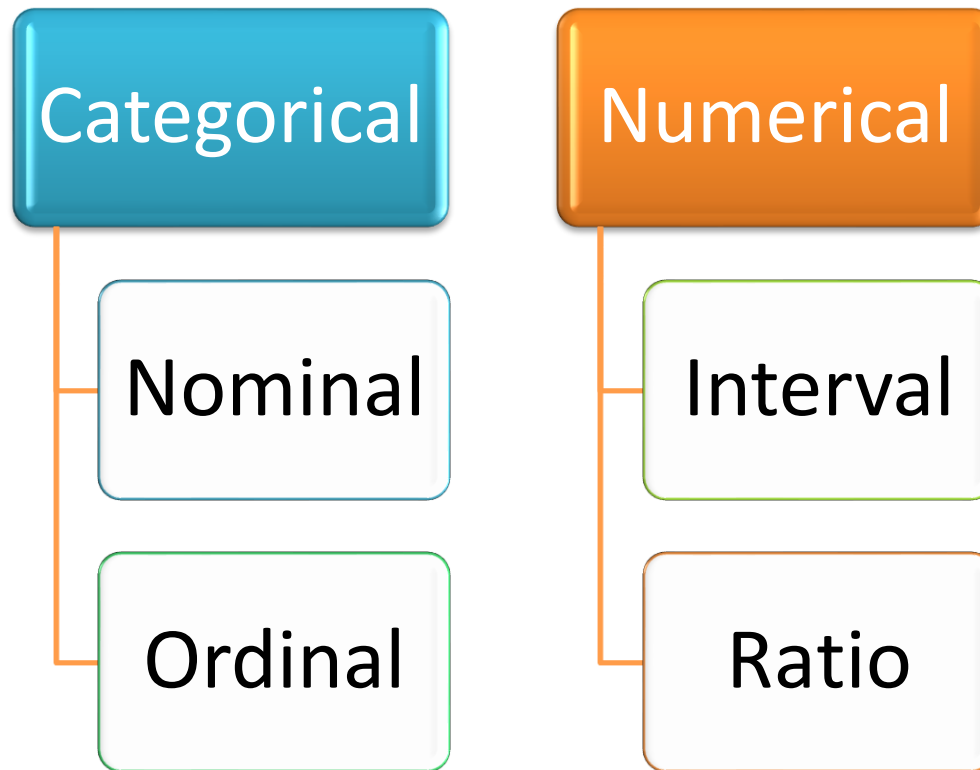 Categorical
Nominal
Ordinal
Numerical
Interval
Ratio